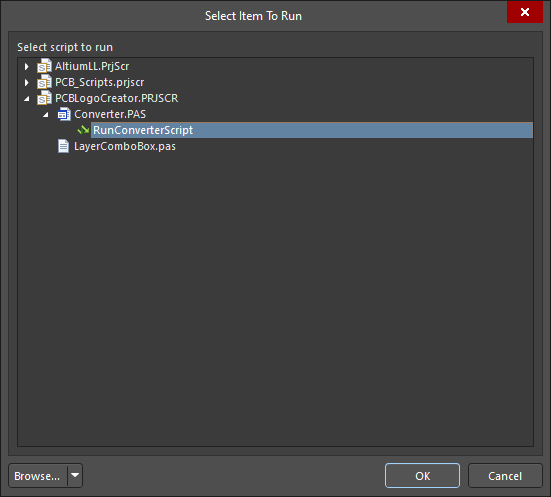 Select Item To Run
Select script to run
AltiumLL.PrjScr
PCB_Scripts.prjscr
PCBLogoCreator.PRJSCR
Converter.PAS
RunConverterScript
LayerComboBox.pas
Browse...
OK
Cancel